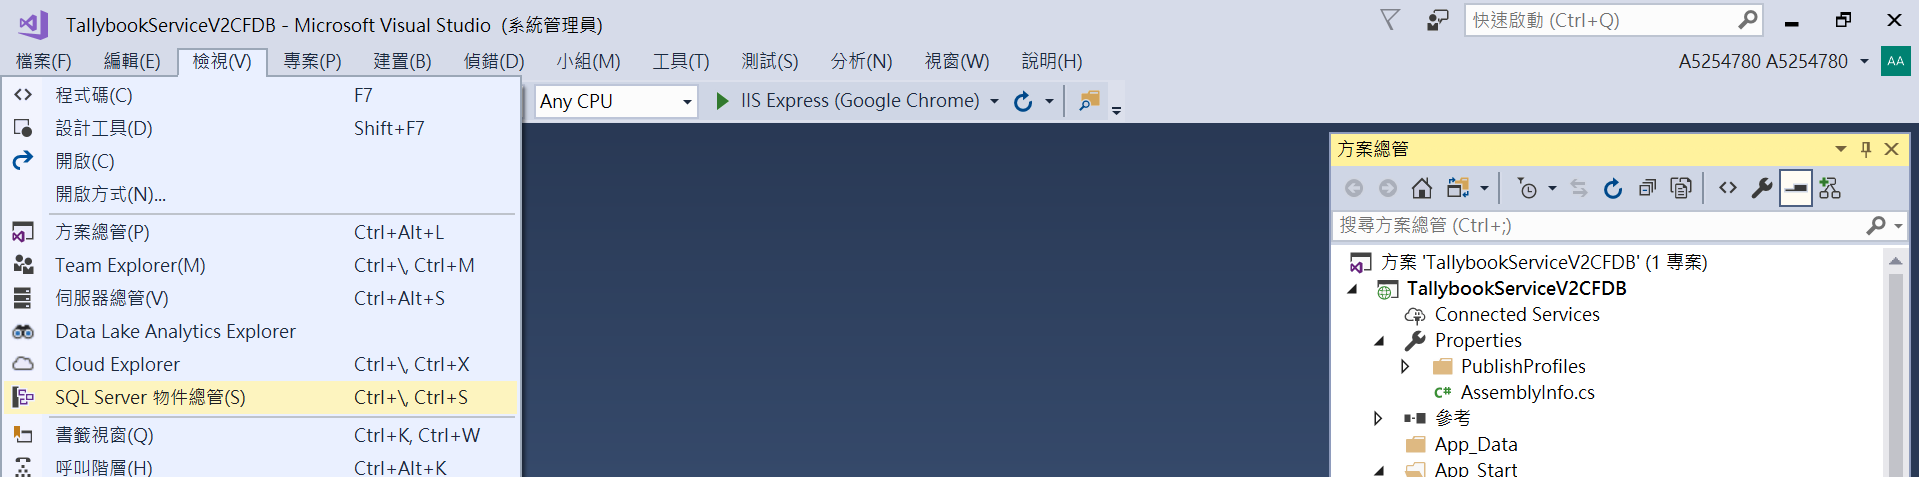 TallybookServiceV2CFDB - Microsoft Visual Studio (系統管理員)
快速啟動 (Ctrl+Q)
檔案(F) 編輯(E) 檢視(V) 專案(P) 建置(B) 偵錯(D) 小組(M) 工具(T) 測試(S) 分析(N) 視窗(W) 說明(H)
A5254780 A5254780 AA
Any CPU IIS Express (Google Chrome)
程式碼(C) F7
設計工具(D) Shift+F7
開啟(C)
開啟方式(N)...
方案總管(P) Ctrl+Alt+L
Team Explorer(M) Ctrl+\, Ctrl+M
伺服器總管(V) Ctrl+Alt+S
Data Lake Analytics Explorer
Cloud Explorer Ctrl+\, Ctrl+X
SQL Server 物件總管(S) Ctrl+\, Ctrl+S
書籤視窗(Q) Ctrl+K, Ctrl+W
呼叫階層(H) Ctrl+Alt+K
方案總管
搜尋方案總管 (Ctrl+;)
方案 'TallybookServiceV2CFDB' (1 專案)
TallybookServiceV2CFDB
Connected Services
Properties
PublishProfiles
C# AssemblyInfo.cs
參考
App_Data
App_Start